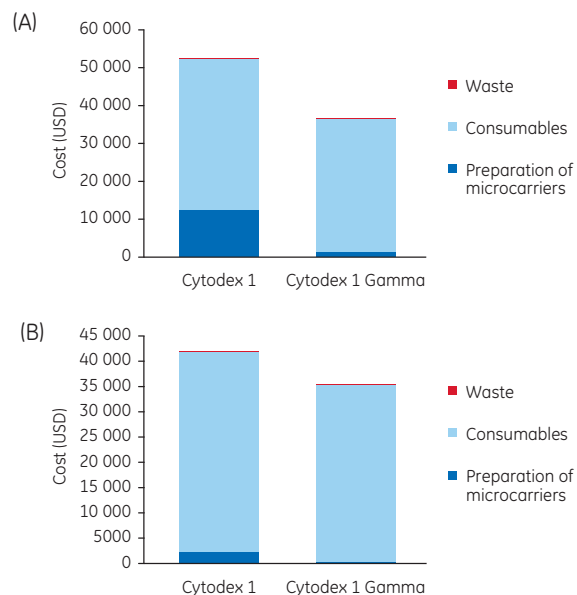 (A)
60 000
50 000
40 000
30 000
20 000
10 000
0
Cost (USD)
Cytodex 1
Cytodex 1 Gamma
Waste
Consumables
Preparation of
microcarriers
(B)
45 000
40 000
35 000
30 000
25 000
20 000
15 000
10 000
5000
0
Cost (USD)
Cytodex 1
Cytodex 1 Gamma
Waste
Consumables
Preparation of
microcarriers